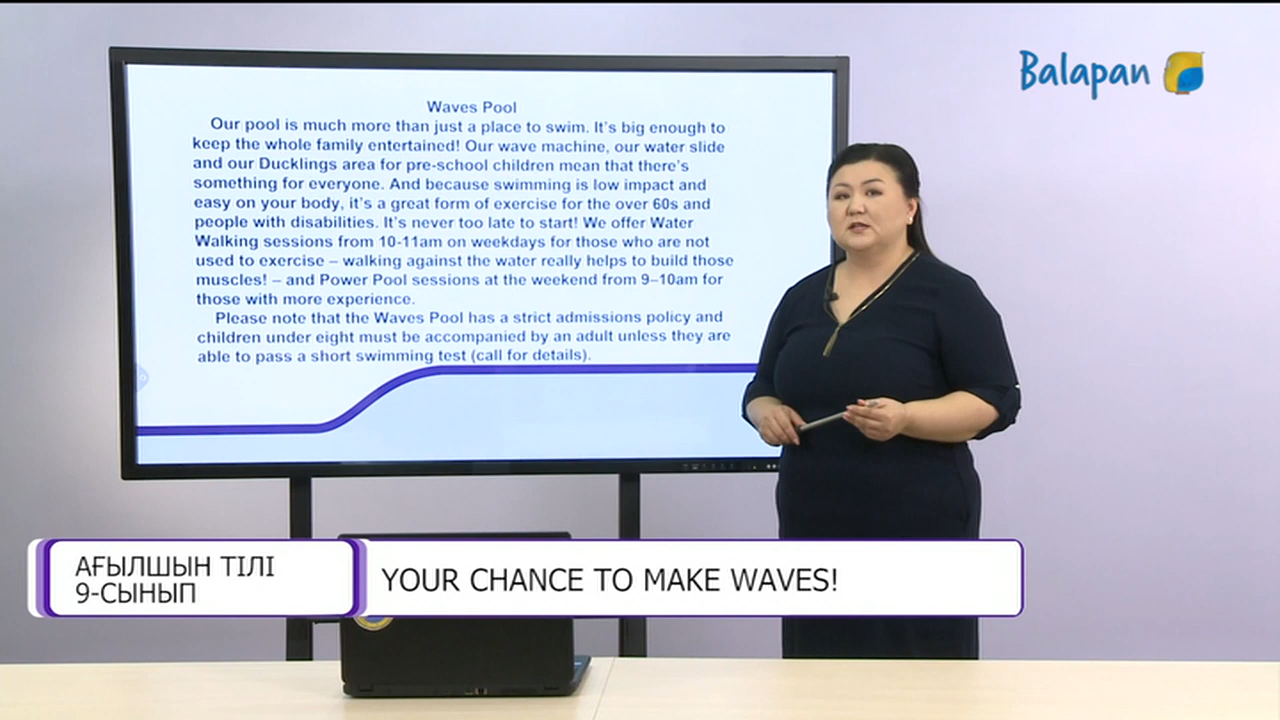 Balapan
Waves Pool
Our pool is much more than just a place to swim. It's big enough to
keep the whole family entertained! Our wave machine, our water slide
and our Ducklings area for pre-school children mean that there's
something for everyone. And because swimming is low impact and
easy on your body, it's a great form of exercise for the over 60s and
people with disabilities. It's never too late to start! We offer Water
Walking sessions from 10-11am on weekdays for those who are not
used to exercise – walking against the water really helps to build those
muscles! – and Power Pool sessions at the weekend from 9–10am for
those with more experience.
Please note that the Waves Pool has a strict admissions policy and
children under eight must be accompanied by an adult unless they are
able to pass a short swimming test (call for details).
АҒЫЛШЫН ТІЛІ
9-СЫНЫП
YOUR CHANCE TO MAKE WAVES!